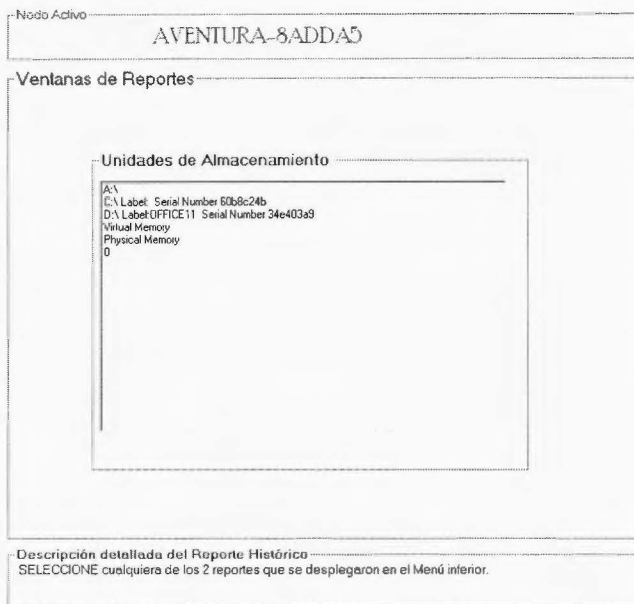 Nodo Activo
AVENTURA-8ADDA5
Ventanas de Reportes
Unidades de Almacenamiento
A:\
C:\ Label: Serial Number 60b8c24b
D:\ Label:OFFICE11 Serial Number 34e403a9
Virtual Memory
Physical Memory
0
Descripción detallada del Reporte Histórico
SELECCIONE cualquiera de los 2 reportes que se desplegaron en el Menú inferior.